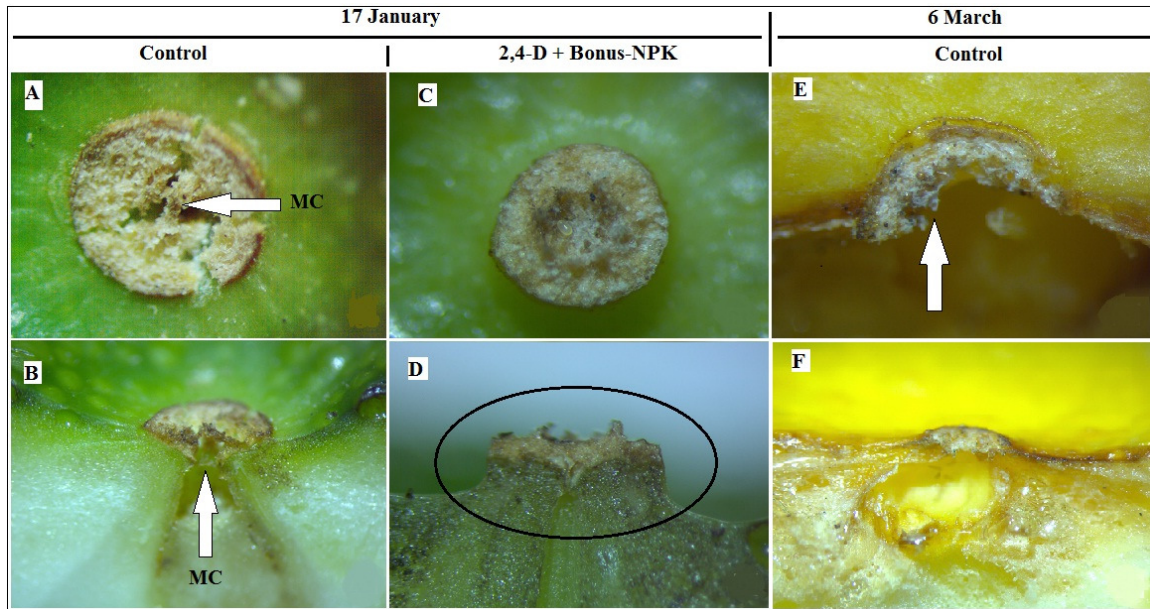 17 January
6 March
Control
2,4-D + Bonus-NPK
Control
A
MC
C
E
B
MC
D
F